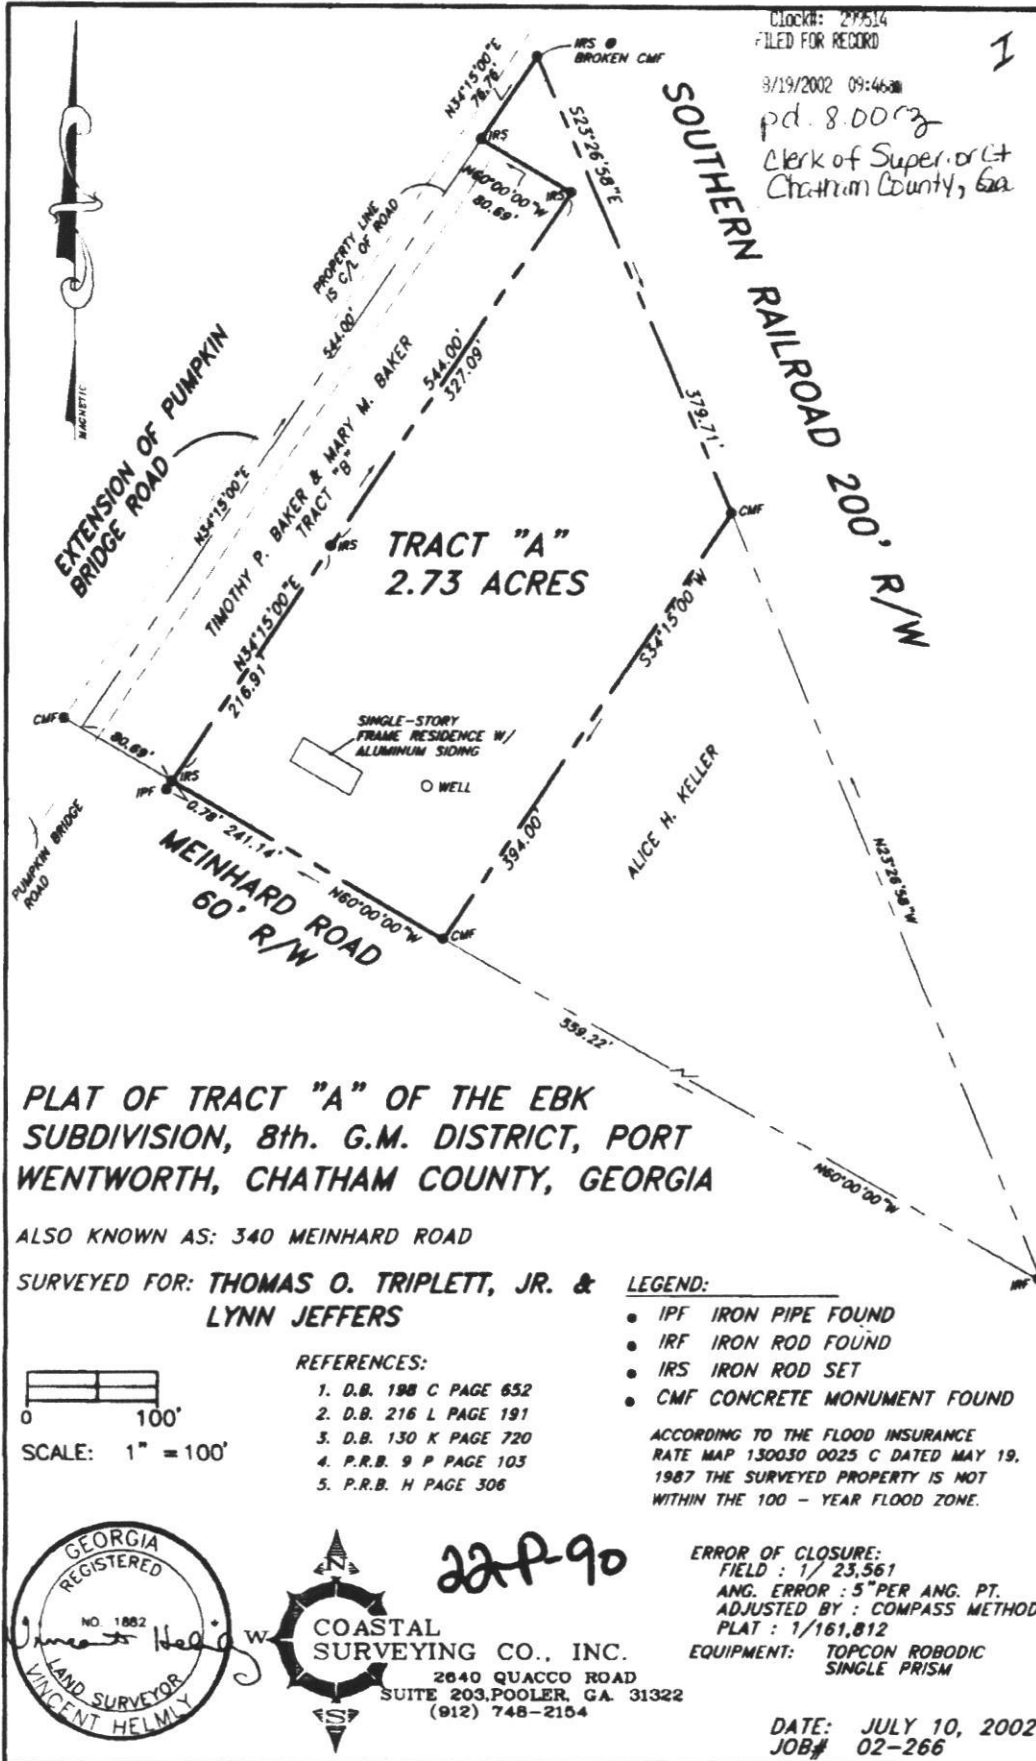 Clock#: 299514
FILED FOR RECORD
8/19/2002 09:46am
pd. 8.00
Clerk of Superior Ct
Chatham County, Ga
I
IRS
BROKEN CMF
N34°15'00"E
76.76'
IRS
S23°26'58"E
N60°00'00"W
80.69'
IRS
SOUTHERN RAILROAD 200' R/W
PROPERTY LINE
IS C/L OF ROAD
544.00'
MAGNETIC
EXTENSION OF PUMPKIN
BRIDGE ROAD
N34°15'00"E
TIMOTHY P. BAKER & MARY M. BAKER
TRACT "B"
544.00'
327.09'
379.71'
CMF
IRS
TRACT "A"
2.73 ACRES
N34°15'00"E
216.91'
S34°15'00"W
394.00'
CMF
80.69'
IRS
IPF
0.78'
241.14'
SINGLE-STORY
FRAME RESIDENCE W/
ALUMINUM SIDING
WELL
ALICE H. KELLER
PUMPKIN BRIDGE
ROAD
MEINHARD ROAD
60' R/W
N60°00'00"W
CMF
N23°26'58"W
559.22'
N60°00'00"W
IRF
PLAT OF TRACT "A" OF THE EBK
SUBDIVISION, 8th. G.M. DISTRICT, PORT
WENTWORTH, CHATHAM COUNTY, GEORGIA
ALSO KNOWN AS: 340 MEINHARD ROAD
SURVEYED FOR: THOMAS O. TRIPLETT, JR. &
LYNN JEFFERS
LEGEND:
IPF IRON PIPE FOUND
IRF IRON ROD FOUND
IRS IRON ROD SET
CMF CONCRETE MONUMENT FOUND
REFERENCES:
1. D.B. 198 C PAGE 652
2. D.B. 216 L PAGE 191
3. D.B. 130 K PAGE 720
4. P.R.B. 9 P PAGE 103
5. P.R.B. H PAGE 306
0 100'
SCALE: 1" = 100'
ACCORDING TO THE FLOOD INSURANCE
RATE MAP 130030 0025 C DATED MAY 19,
1987 THE SURVEYED PROPERTY IS NOT
WITHIN THE 100 - YEAR FLOOD ZONE.
GEORGIA
REGISTERED
NO. 1882
Vincent Helmly
LAND SURVEYOR
VINCENT HELMLY
N
W
S
22-P-90
COASTAL
SURVEYING CO., INC.
2640 QUACCO ROAD
SUITE 203, POOLER, GA. 31322
(912) 748-2154
ERROR OF CLOSURE:
FIELD : 1/ 23,561
ANG. ERROR : 5"PER ANG. PT.
ADJUSTED BY : COMPASS METHOD
PLAT : 1/161,812
EQUIPMENT: TOPCON ROBODIC
SINGLE PRISM
DATE: JULY 10, 2002
JOB# 02-266